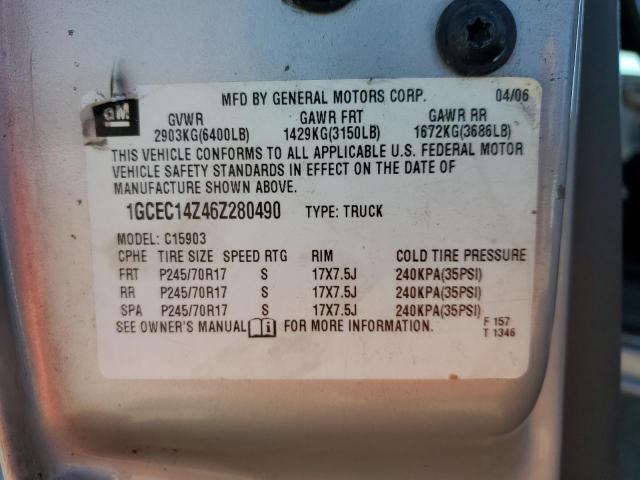 GM
MFD BY GENERAL MOTORS CORP. 04/06
GVWR GAWR FRT GAWR RR
2903KG(6400LB) 1429KG(3150LB) 1672KG(3686LB)
THIS VEHICLE CONFORMS TO ALL APPLICABLE U.S. FEDERAL MOTOR
VEHICLE SAFETY STANDARDS IN EFFECT ON THE DATE OF
MANUFACTURE SHOWN ABOVE.
1GCEC14Z46Z280490 TYPE: TRUCK
MODEL: C15903
CPHE TIRE SIZE SPEED RTG RIM COLD TIRE PRESSURE
FRT P245/70R17 S 17X7.5J 240KPA(35PSI)
RR P245/70R17 S 17X7.5J 240KPA(35PSI)
SPA P245/70R17 S 17X7.5J 240KPA(35PSI)
SEE OWNER'S MANUAL FOR MORE INFORMATION. F 157
T 1346